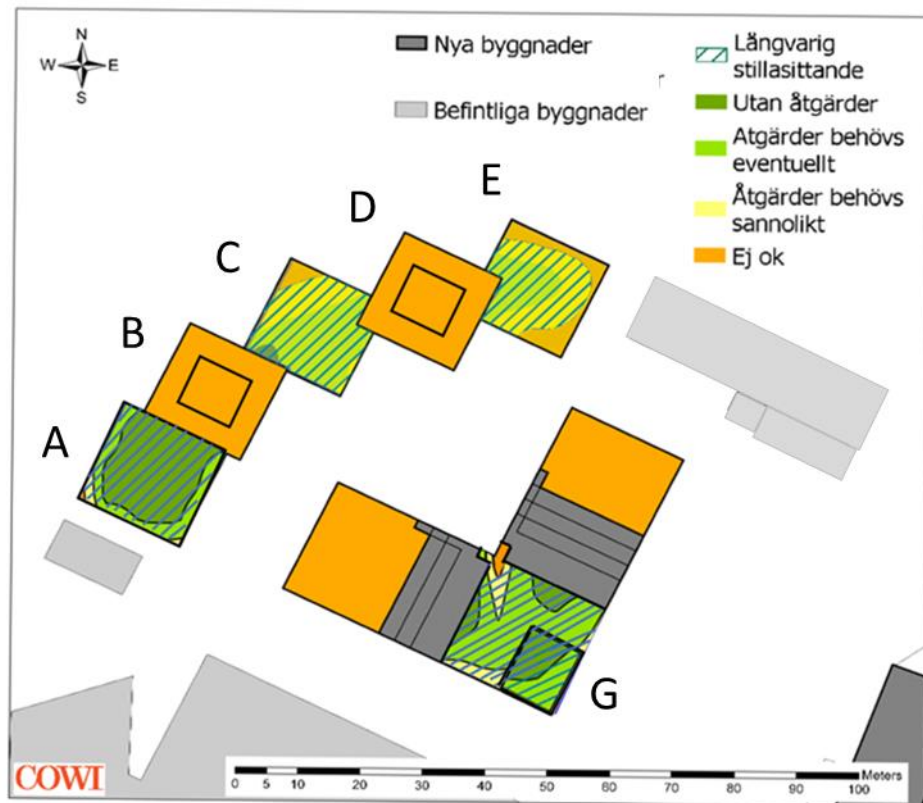 N
W E
S
Nya byggnader
Befintliga byggnader
Långvarig
stillasittande
Utan åtgärder
Atgärder behövs
eventuellt
Åtgärder behövs
sannolikt
Ej ok
E
D
C
B
A
G
COWI
0 5 10 20 30 40 50 60 70 80 90 100
Meters